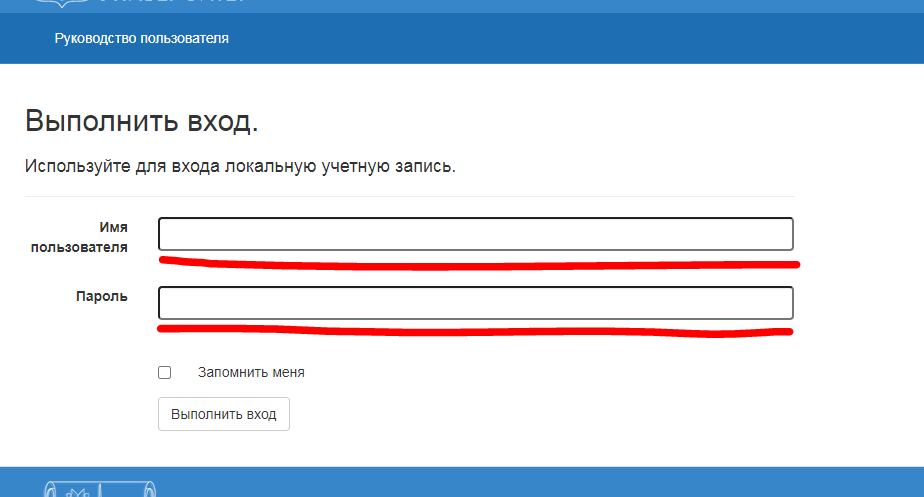 Руководство пользователя
Выполнить вход.
Используйте для входа локальную учетную запись.
Имя
пользователя
Пароль
Запомнить меня
Выполнить вход